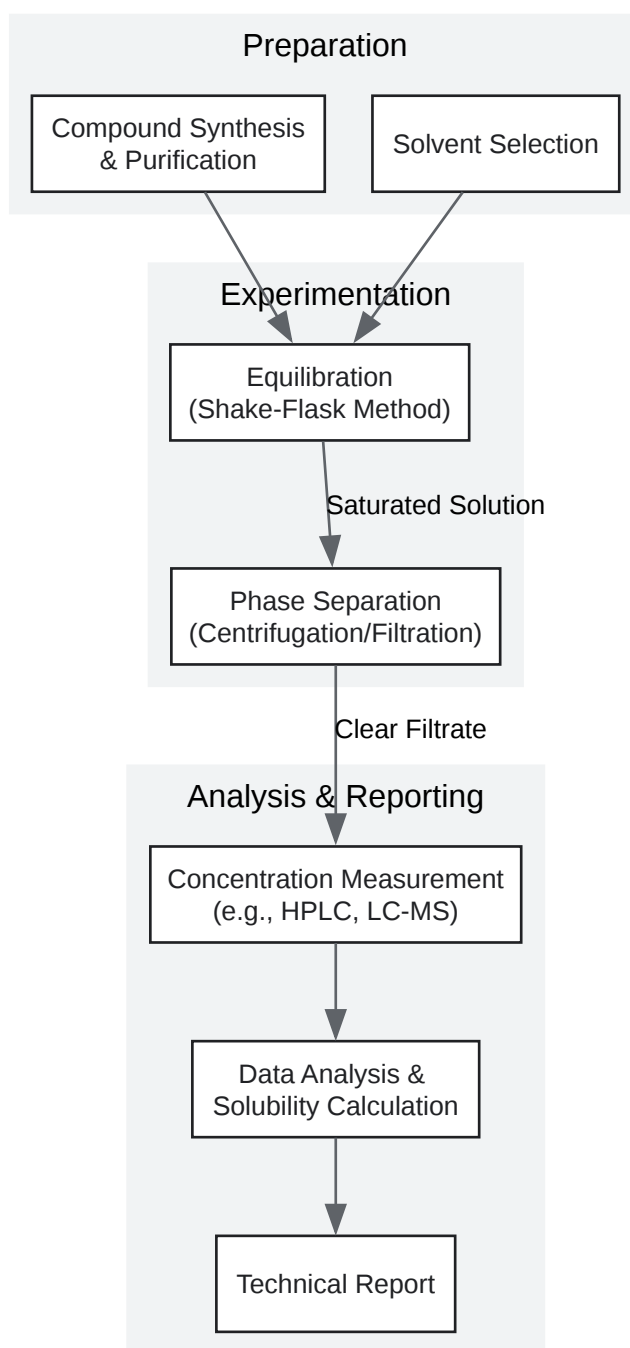 Preparation
Compound Synthesis
& Purification
Solvent Selection
Experimentation
Equilibration
(Shake-Flask Method)
Saturated Solution
Phase Separation
(Centrifugation/Filtration)
Clear Filtrate
Analysis & Reporting
Concentration Measurement
(e.g., HPLC, LC-MS)
Data Analysis &
Solubility Calculation
Technical Report